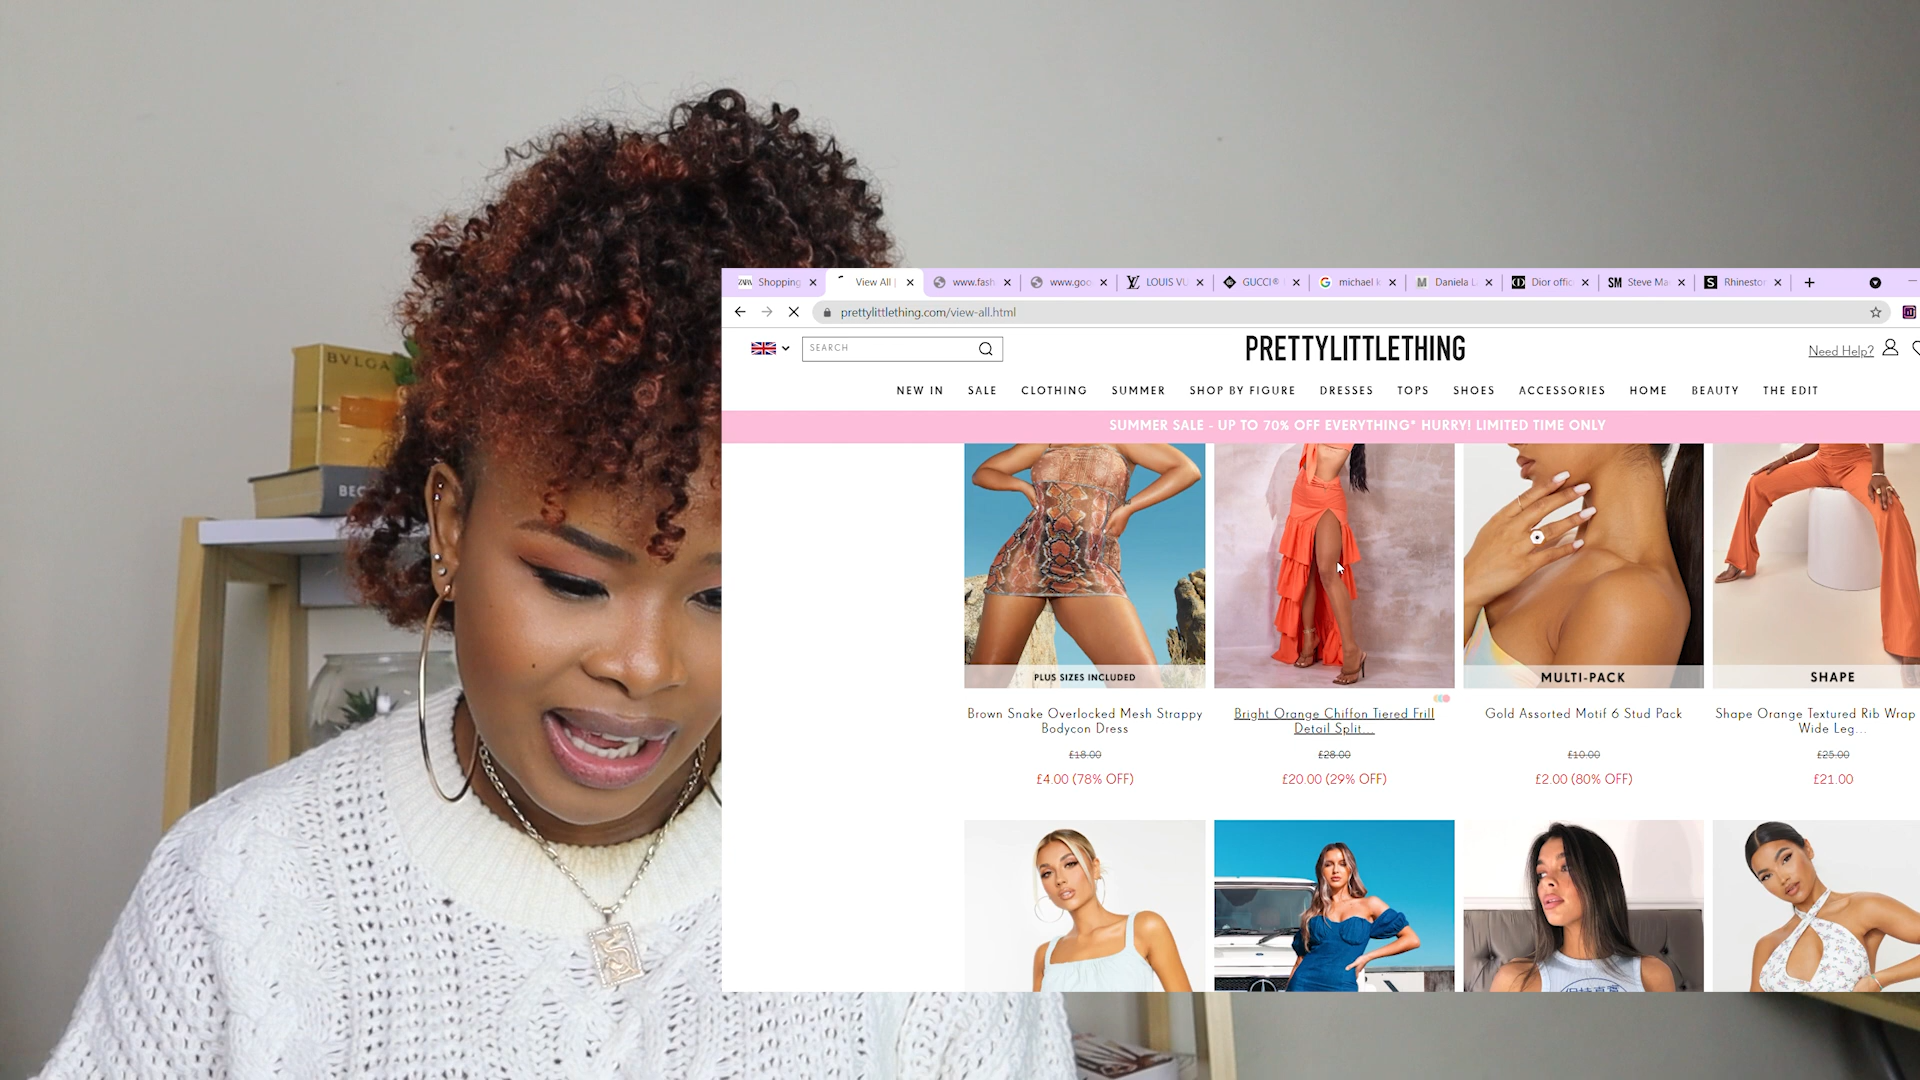 BVLGA
BEC
ZARA Shopping
View All |
www.fash
www.goo
LOUIS VU
GUCCI®
michael k
M Daniela L
Dior offic
SM Steve Ma
S Rhinestor
prettylittlething.com/view-all.html
SEARCH
PRETTYLITTLETHING
Need Help?
NEW IN SALE CLOTHING SUMMER SHOP BY FIGURE DRESSES TOPS SHOES ACCESSORIES HOME BEAUTY THE EDIT
SUMMER SALE - UP TO 70% OFF EVERYTHING* HURRY! LIMITED TIME ONLY
PLUS SIZES INCLUDED
MULTI-PACK
SHAPE
Brown Snake Overlocked Mesh Strappy
Bodycon Dress
£18.00
£4.00 (78% OFF)
Bright Orange Chiffon Tiered Frill
Detail Split...
£28.00
£20.00 (29% OFF)
Gold Assorted Motif 6 Stud Pack
£10.00
£2.00 (80% OFF)
Shape Orange Textured Rib Wrap
Wide Leg...
£25.00
£21.00